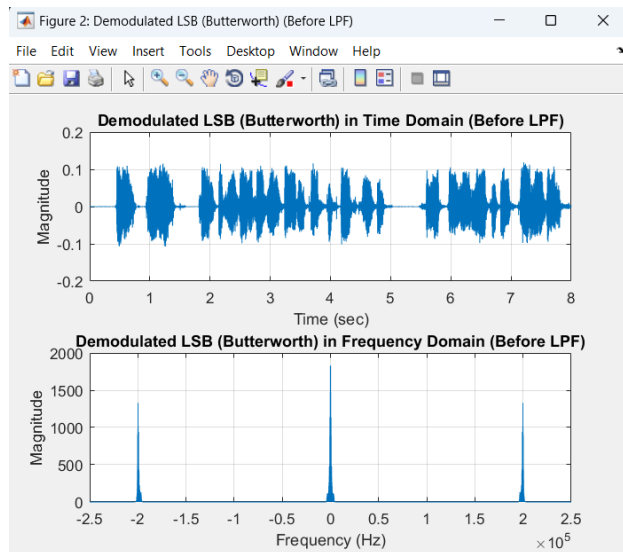 Figure 2: Demodulated LSB (Butterworth) (Before LPF)
File Edit View Insert Tools Desktop Window Help
Demodulated LSB (Butterworth) in Time Domain (Before LPF)
0.2
0.1
0
-0.1
-0.2
Magnitude
0 1 2 3 4 5 6 7 8
Time (sec)
Demodulated LSB (Butterworth) in Frequency Domain (Before LPF)
2000
1500
1000
500
0
Magnitude
-2.5 -2 -1.5 -1 -0.5 0 0.5 1 1.5 2 2.5
Frequency (Hz)
×10⁵